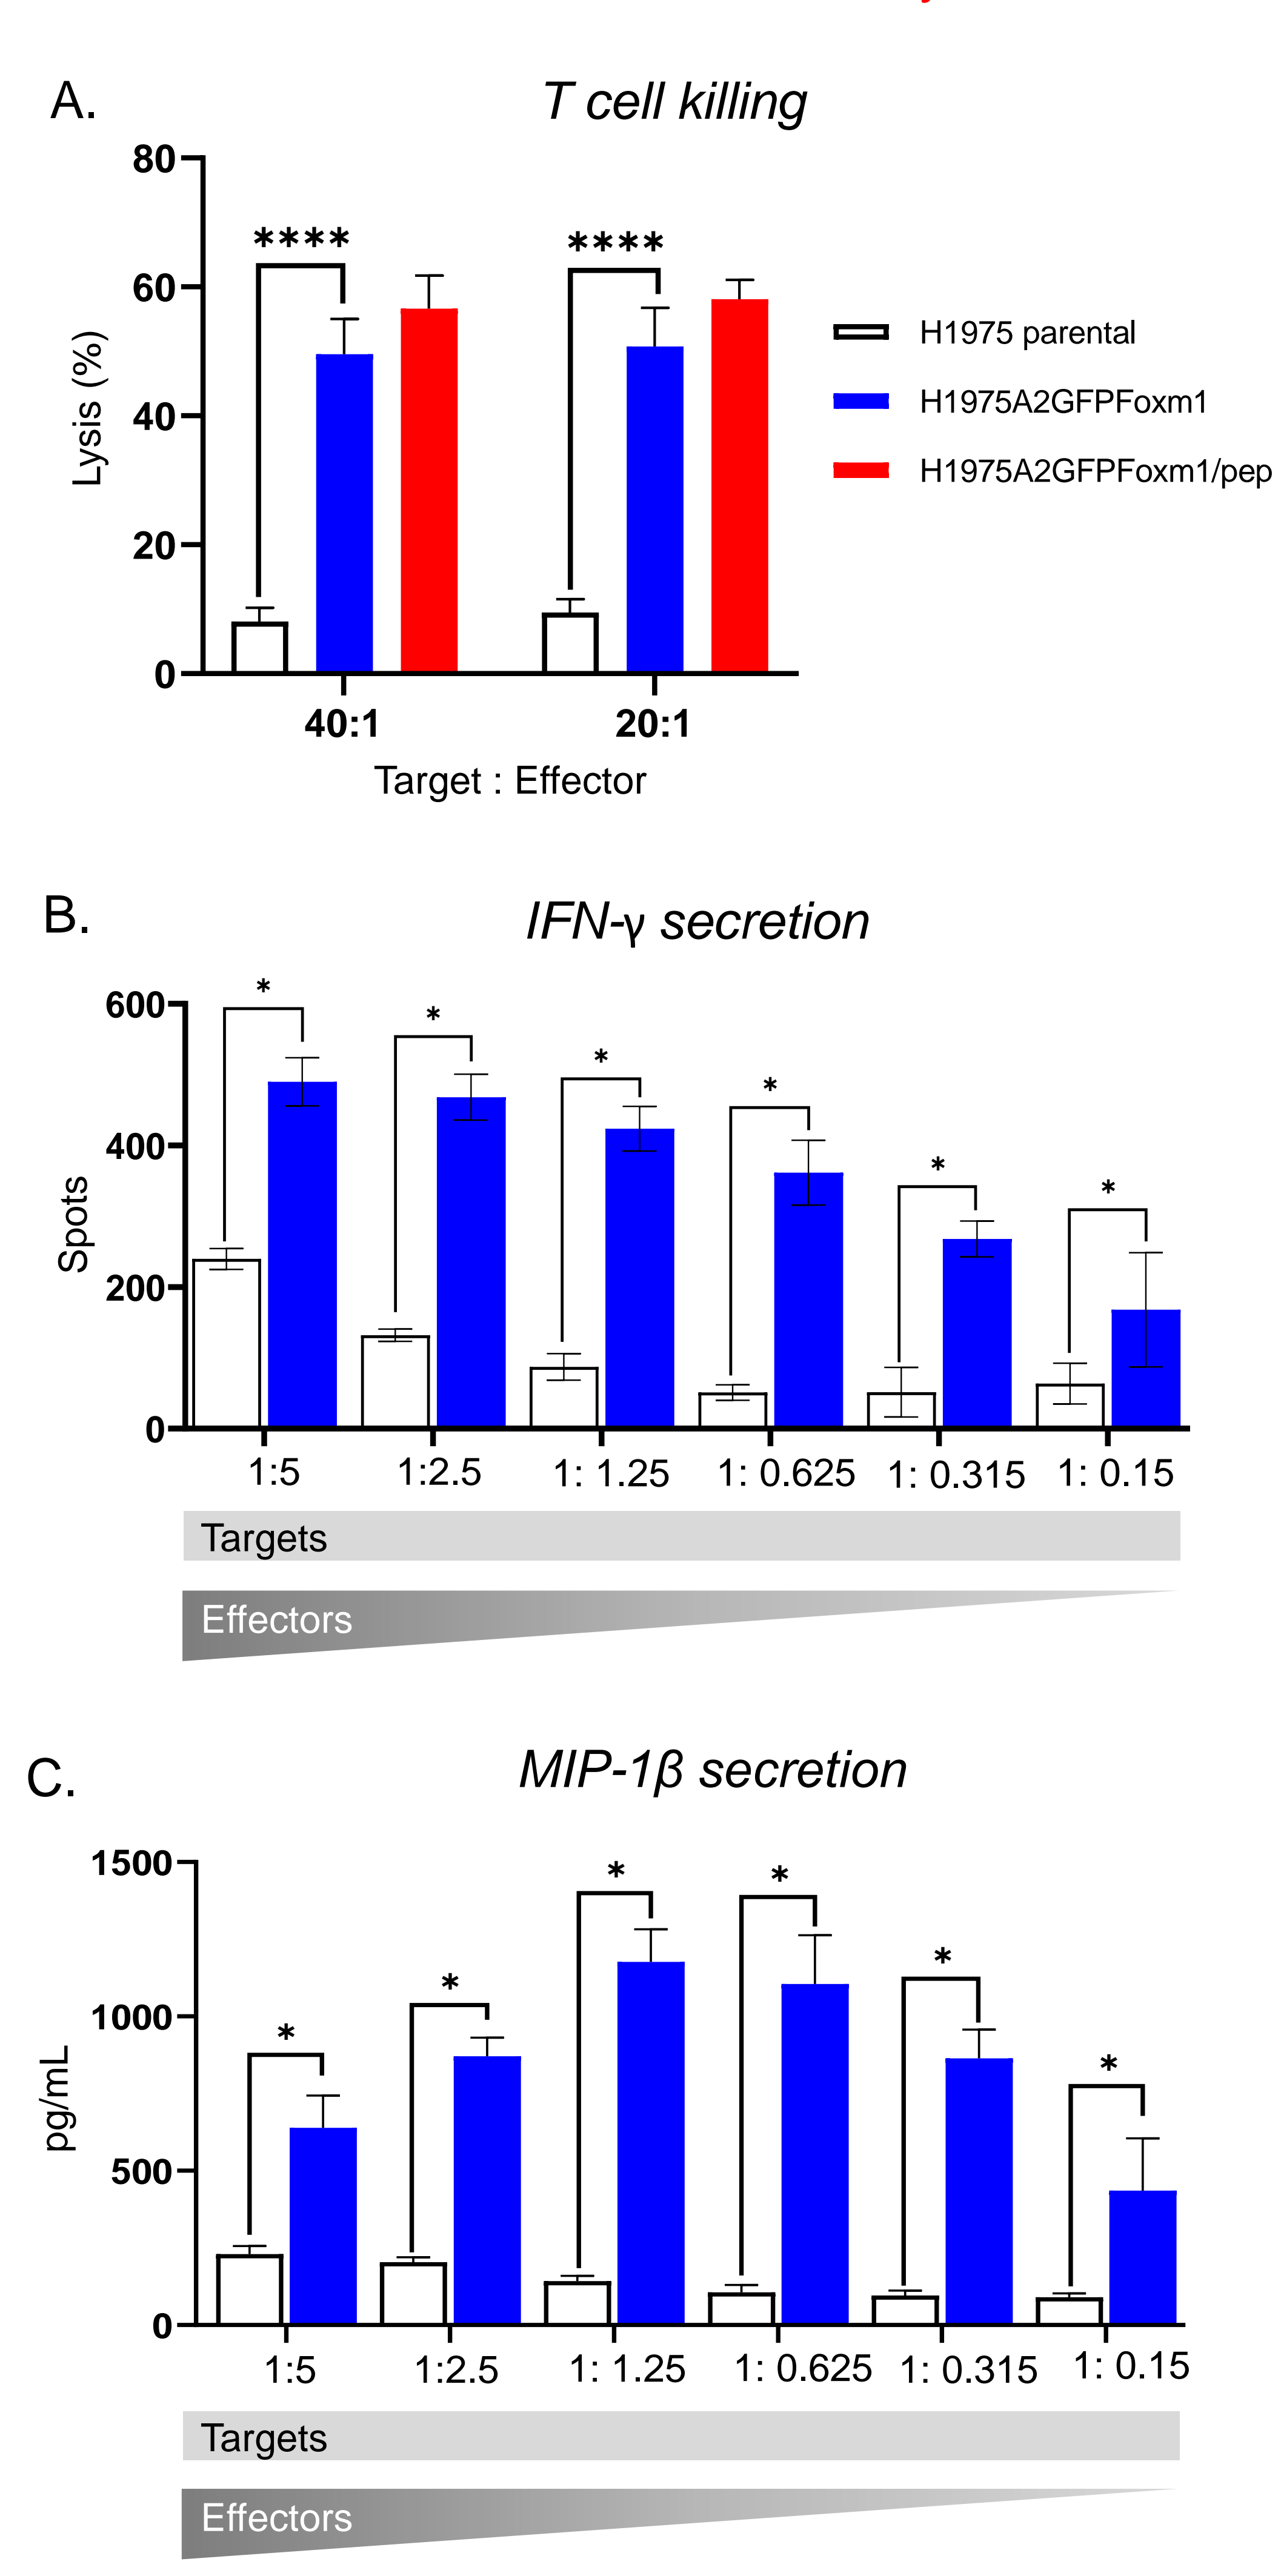 A.
T cell killing
80
60
40
20
0
Lysis (%)
****
****
40:1
20:1
Target : Effector
H1975 parental
H1975A2GFPFoxm1
H1975A2GFPFoxm1/pep
B.
IFN-γ secretion
600
400
200
0
Spots
*
*
*
*
*
*
1:5
1:2.5
1: 1.25
1: 0.625
1: 0.315
1: 0.15
Targets
Effectors
C.
MIP-1β secretion
1500
1000
500
0
pg/mL
*
*
*
*
*
*
1:5
1:2.5
1: 1.25
1: 0.625
1: 0.315
1: 0.15
Targets
Effectors